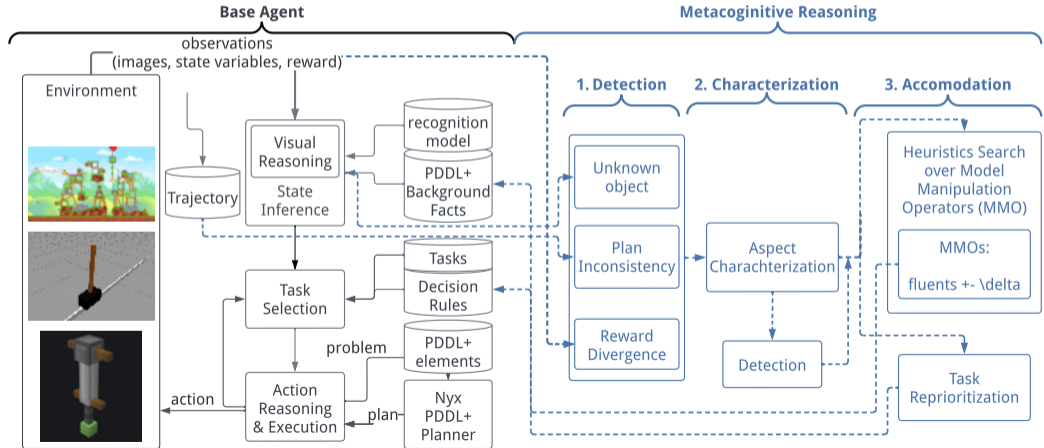 Base Agent
Metacoginitive Reasoning
observations
(images, state variables, reward)
Environment
1. Detection
2. Characterization
3. Accomodation
Visual
Reasoning
State
Inference
recognition
model
PDDL+
Background
Facts
Trajectory
Unknown
object
Plan
Inconsistency
Reward
Divergence
Aspect
Charachterization
Detection
Heuristics Search
over Model
Manipulation
Operators (MMO)
MMOs:
fluents +- \delta
Task
Reprioritization
Task
Selection
Tasks
Decision
Rules
problem
PDDL+
elements
Action
Reasoning
& Execution
action
plan
Nyx
PDDL+
Planner